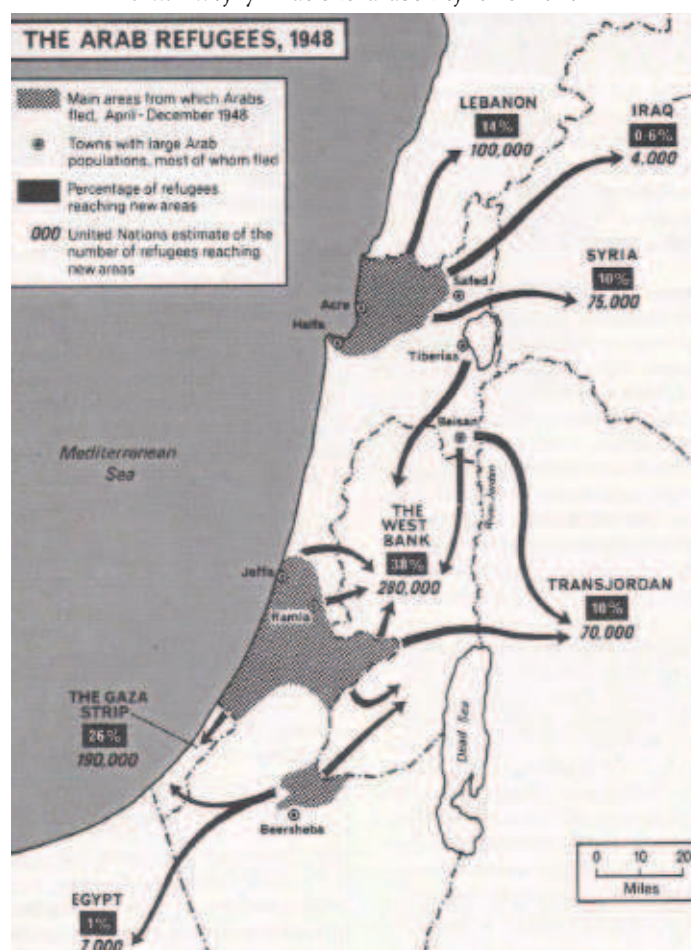 THE ARAB REFUGEES, 1948
Main areas from which Arabs
fled, April - December 1948
Towns with large Arab
populations, most of whom fled
Percentage of refugees
reaching new areas
000 United Nations estimate of the
number of refugees reaching
new areas
LEBANON
14%
100,000
IRAQ
0·6%
4,000
SYRIA
10%
75,000
Safed
Acre
Haifa
Tiberias
Beisan
Mediterranean
Sea
River Jordan
THE
WEST
BANK
38%
280,000
Jaffa
Ramla
TRANSJORDAN
10%
70,000
THE GAZA
STRIP
26%
190,000
Dead Sea
Beersheba
EGYPT
1%
7,000
0 10 20
Miles